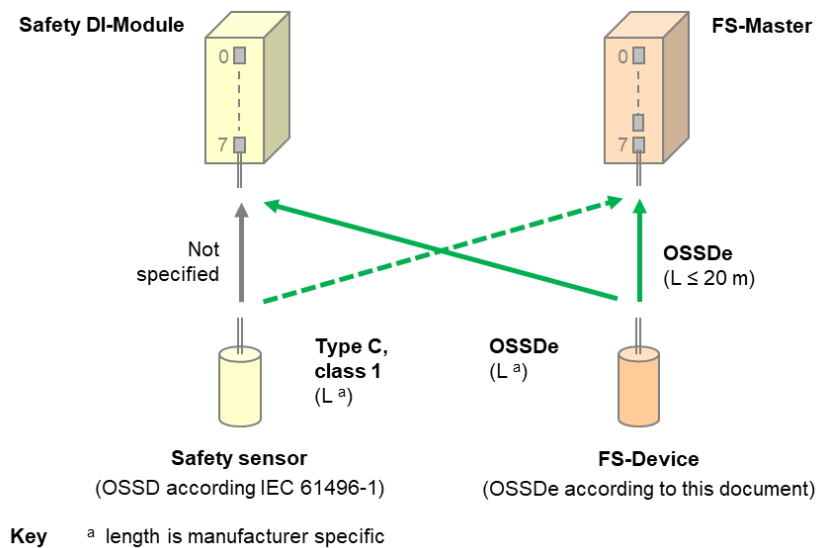 Safety DI-Module
FS-Master
0
7
0
7
Not
specified
OSSDe
(L ≤ 20 m)
Type C,
class 1
(L ª)
OSSDe
(L ª)
Safety sensor
(OSSD according IEC 61496-1)
FS-Device
(OSSDe according to this document)
Key ª length is manufacturer specific